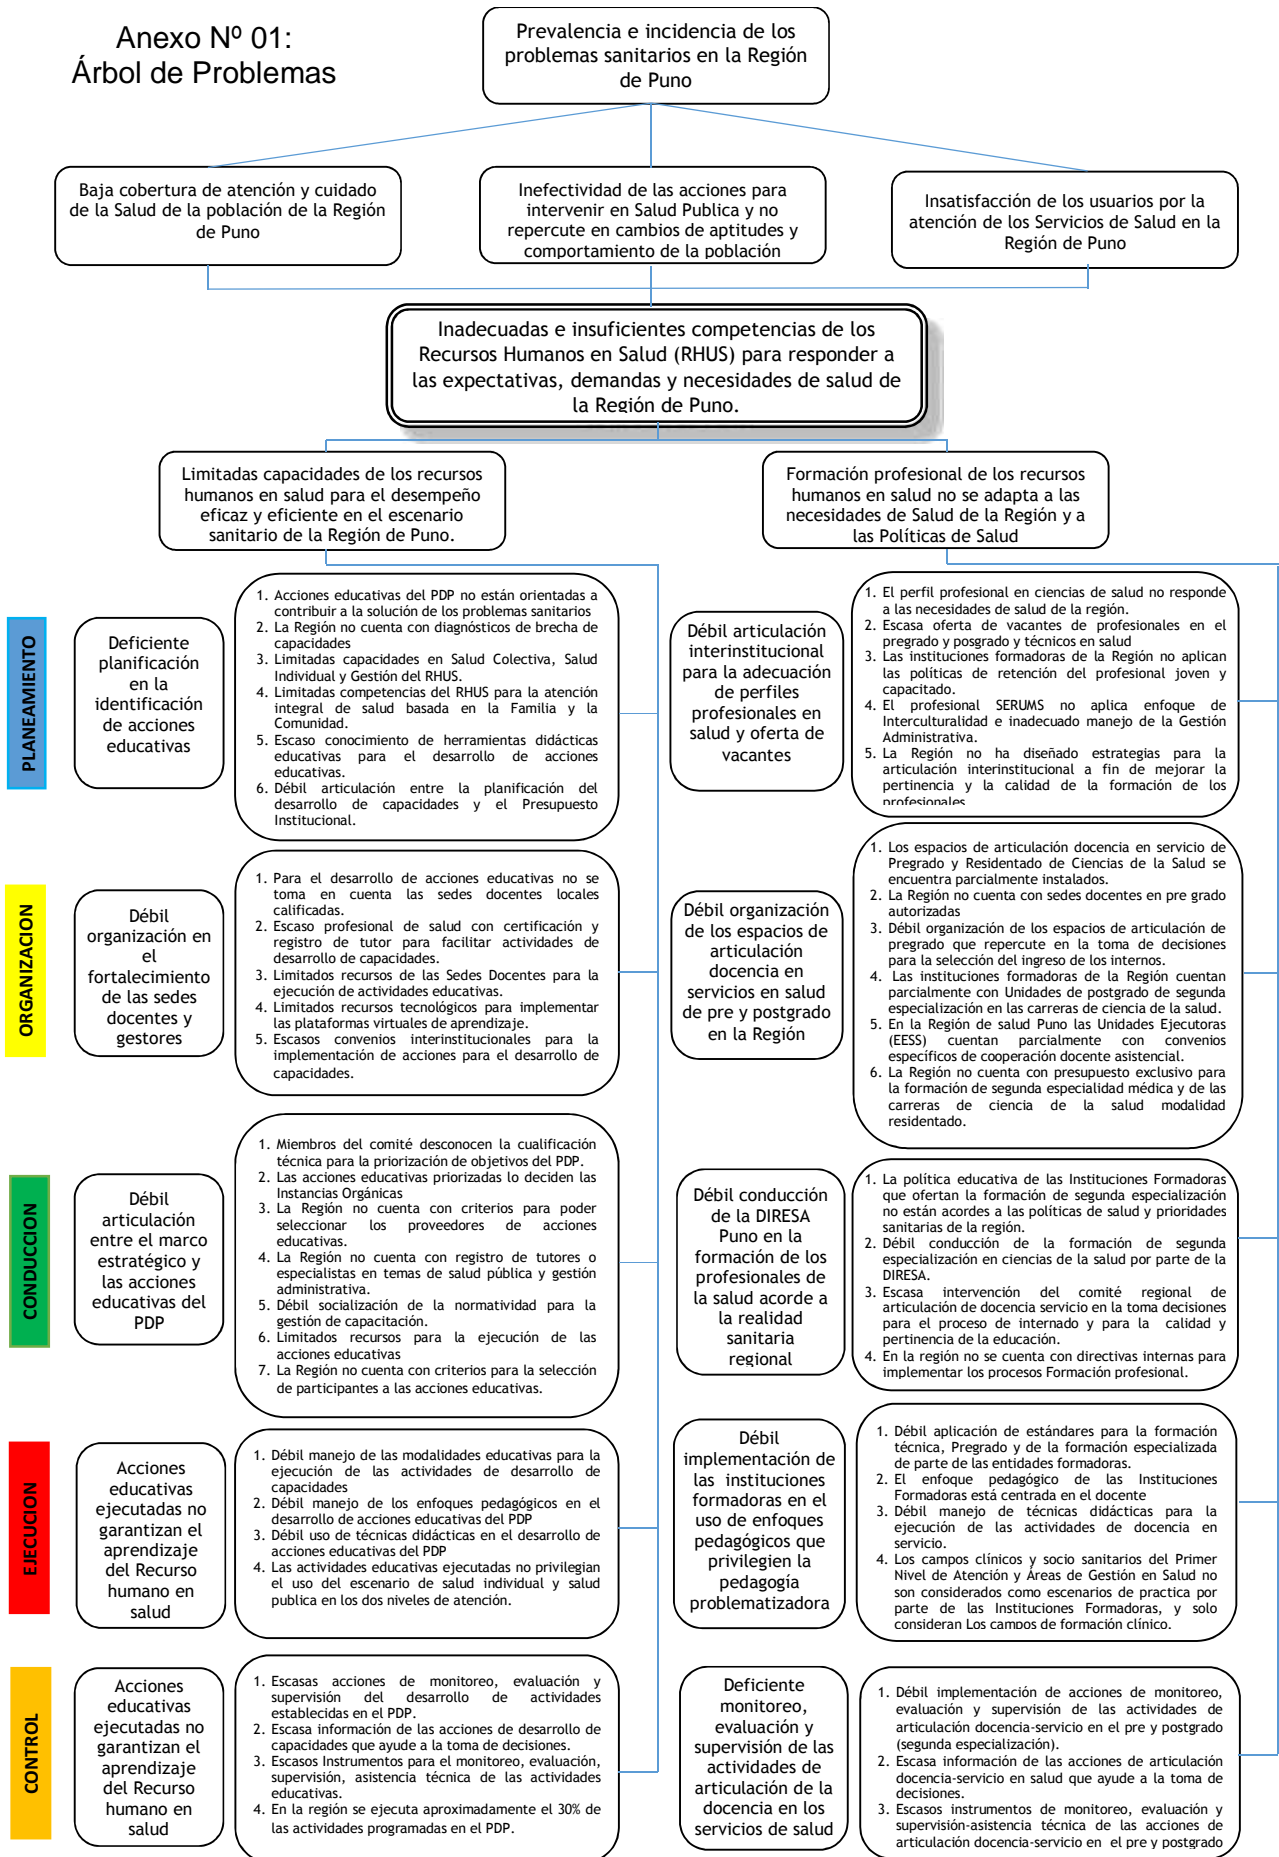 Anexo Nº 01:
Árbol de Problemas
Prevalencia e incidencia de los
problemas sanitarios en la Región
de Puno
Baja cobertura de atención y cuidado
de la Salud de la población de la Región
de Puno
Inefectividad de las acciones para
intervenir en Salud Publica y no
repercute en cambios de aptitudes y
comportamiento de la población
Insatisfacción de los usuarios por la
atención de los Servicios de Salud en la
Región de Puno
Inadecuadas e insuficientes competencias de los
Recursos Humanos en Salud (RHUS) para responder a
las expectativas, demandas y necesidades de salud de
la Región de Puno.
Limitadas capacidades de los recursos
humanos en salud para el desempeño
eficaz y eficiente en el escenario
sanitario de la Región de Puno.
Formación profesional de los recursos
humanos en salud no se adapta a las
necesidades de Salud de la Región y a
las Políticas de Salud
PLANEAMIENTO
Deficiente
planificación
en la
identificación
de acciones
educativas
1. Acciones educativas del PDP no están orientadas a
contribuir a la solución de los problemas sanitarios
2. La Región no cuenta con diagnósticos de brecha de
capacidades
3. Limitadas capacidades en Salud Colectiva, Salud
Individual y Gestión del RHUS.
4. Limitadas competencias del RHUS para la atención
integral de salud basada en la Familia y la
Comunidad.
5. Escaso conocimiento de herramientas didácticas
educativas para el desarrollo de acciones
educativas.
6. Débil articulación entre la planificación del
desarrollo de capacidades y el Presupuesto
Institucional.
Débil articulación
interinstitucional
para la adecuación
de perfiles
profesionales en
salud y oferta de
vacantes
1. El perfil profesional en ciencias de salud no responde
a las necesidades de salud de la región.
2. Escasa oferta de vacantes de profesionales en el
pregrado y posgrado y técnicos en salud
3. Las instituciones formadoras de la Región no aplican
las políticas de retención del profesional joven y
capacitado.
4. El profesional SERUMS no aplica enfoque de
Interculturalidad e inadecuado manejo de la Gestión
Administrativa.
5. La Región no ha diseñado estrategias para la
articulación interinstitucional a fin de mejorar la
pertinencia y la calidad de la formación de los
profesionales
ORGANIZACION
Débil
organización en
el
fortalecimiento
de las sedes
docentes y
gestores
1. Para el desarrollo de acciones educativas no se
toma en cuenta las sedes docentes locales
calificadas.
2. Escaso profesional de salud con certificación y
registro de tutor para facilitar actividades de
desarrollo de capacidades.
3. Limitados recursos de las Sedes Docentes para la
ejecución de actividades educativas.
4. Limitados recursos tecnológicos para implementar
las plataformas virtuales de aprendizaje.
5. Escasos convenios interinstitucionales para la
implementación de acciones para el desarrollo de
capacidades.
Débil organización
de los espacios de
articulación
docencia en
servicios en salud
de pre y postgrado
en la Región
1. Los espacios de articulación docencia en servicio de
Pregrado y Residentado de Ciencias de la Salud se
encuentra parcialmente instalados.
2. La Región no cuenta con sedes docentes en pre grado
autorizadas
3. Débil organización de los espacios de articulación de
pregrado que repercute en la toma de decisiones
para la selección del ingreso de los internos.
4. Las instituciones formadoras de la Región cuentan
parcialmente con Unidades de postgrado de segunda
especialización en las carreras de ciencia de la salud.
5. En la Región de salud Puno las Unidades Ejecutoras
(EESS) cuentan parcialmente con convenios
específicos de cooperación docente asistencial.
6. La Región no cuenta con presupuesto exclusivo para
la formación de segunda especialidad médica y de las
carreras de ciencia de la salud modalidad
residentado.
CONDUCCION
Débil
articulación
entre el marco
estratégico y
las acciones
educativas del
PDP
1. Miembros del comité desconocen la cualificación
técnica para la priorización de objetivos del PDP.
2. Las acciones educativas priorizadas lo deciden las
Instancias Orgánicas
3. La Región no cuenta con criterios para poder
seleccionar los proveedores de acciones
educativas.
4. La Región no cuenta con registro de tutores o
especialistas en temas de salud pública y gestión
administrativa.
5. Débil socialización de la normatividad para la
gestión de capacitación.
6. Limitados recursos para la ejecución de las
acciones educativas
7. La Región no cuenta con criterios para la selección
de participantes a las acciones educativas.
Débil conducción
de la DIRESA
Puno en la
formación de los
profesionales de
la salud acorde a
la realidad
sanitaria
regional
1. La política educativa de las Instituciones Formadoras
que ofertan la formación de segunda especialización
no están acordes a las políticas de salud y prioridades
sanitarias de la región.
2. Débil conducción de la formación de segunda
especialización en ciencias de la salud por parte de la
DIRESA.
3. Escasa intervención del comité regional de
articulación de docencia servicio en la toma decisiones
para el proceso de internado y para la calidad y
pertinencia de la educación.
4. En la región no se cuenta con directivas internas para
implementar los procesos Formación profesional.
EJECUCION
Acciones
educativas
ejecutadas no
garantizan el
aprendizaje
del Recurso
humano en
salud
1. Débil manejo de las modalidades educativas para la
ejecución de las actividades de desarrollo de
capacidades
2. Débil manejo de los enfoques pedagógicos en el
desarrollo de acciones educativas del PDP
3. Débil uso de técnicas didácticas en el desarrollo de
acciones educativas del PDP
4. Las actividades educativas ejecutadas no privilegian
el uso del escenario de salud individual y salud
publica en los dos niveles de atención.
Débil
implementación de
las instituciones
formadoras en el
uso de enfoques
pedagógicos que
privilegien la
pedagogía
problematizadora
1. Débil aplicación de estándares para la formación
técnica, Pregrado y de la formación especializada
de parte de las entidades formadoras.
2. El enfoque pedagógico de las Instituciones
Formadoras está centrada en el docente
3. Débil manejo de técnicas didácticas para la
ejecución de las actividades de docencia en
servicio.
4. Los campos clínicos y socio sanitarios del Primer
Nivel de Atención y Áreas de Gestión en Salud no
son considerados como escenarios de practica por
parte de las Instituciones Formadoras, y solo
consideran Los campos de formación clínico.
CONTROL
Acciones
educativas
ejecutadas no
garantizan el
aprendizaje
del Recurso
humano en
salud
1. Escasas acciones de monitoreo, evaluación y
supervisión del desarrollo de actividades
establecidas en el PDP.
2. Escasa información de las acciones de desarrollo de
capacidades que ayude a la toma de decisiones.
3. Escasos Instrumentos para el monitoreo, evaluación,
supervisión, asistencia técnica de las actividades
educativas.
4. En la región se ejecuta aproximadamente el 30% de
las actividades programadas en el PDP.
Deficiente
monitoreo,
evaluación y
supervisión de las
actividades de
articulación de la
docencia en los
servicios de salud
1. Débil implementación de acciones de monitoreo,
evaluación y supervisión de las actividades de
articulación docencia-servicio en el pre y postgrado
(segunda especialización).
2. Escasa información de las acciones de articulación
docencia-servicio en salud que ayude a la toma de
decisiones.
3. Escasos instrumentos de monitoreo, evaluación y
supervisión-asistencia técnica de las acciones de
articulación docencia-servicio en el pre y postgrado